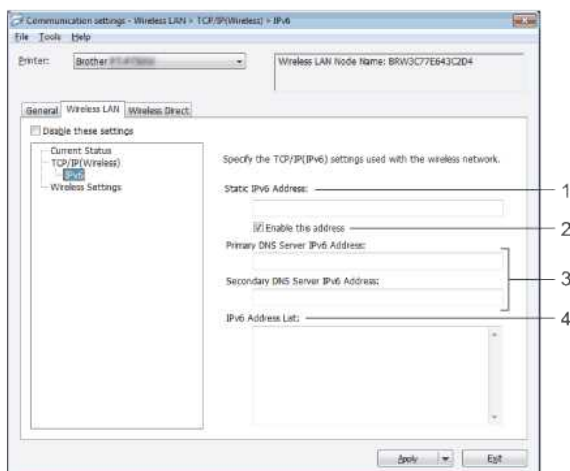 Communication settings - Wireless LAN > TCP/IP(Wireless) > IPv6
File Tools Help
Printer: Brother
Wireless LAN Node Name: BRW3C77E643C2D4
General Wireless LAN Wireless Direct
Disable these settings
Current Status
TCP/IP(Wireless)
IPv6
Wireless Settings
Specify the TCP/IP(IPv6) settings used with the wireless network.
Static IPv6 Address: 1
Enable the address 2
Primary DNS Server IPv6 Address:
3
Secondary DNS Server IPv6 Address:
IPv6 Address List: 4
Apply Exit